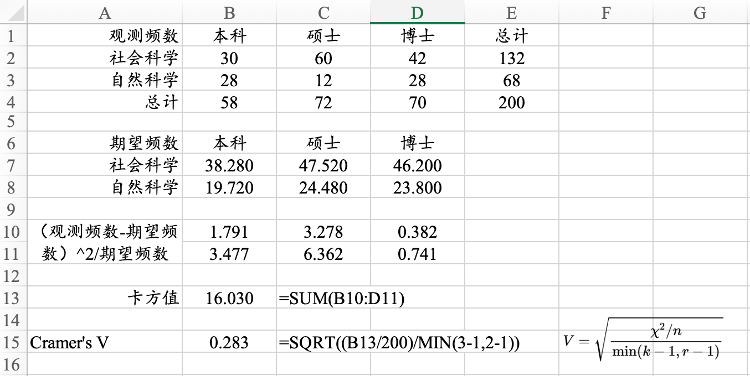 A B C D E F G
1 观测频数 本科 硕士 博士 总计
2 社会科学 30 60 42 132
3 自然科学 28 12 28 68
4 总计 58 72 70 200
5
6 期望频数 本科 硕士 博士
7 社会科学 38.280 47.520 46.200
8 自然科学 19.720 24.480 23.800
9
10 （观测频数-期望频 1.791 3.278 0.382
11 数）^2/期望频数 3.477 6.362 0.741
12
13 卡方值 16.030 =SUM(B10:D11)
14
15 Cramer's V 0.283 =SQRT((B13/200)/MIN(3-1,2-1)) V = √(χ²/n / min(k − 1, r − 1))
16